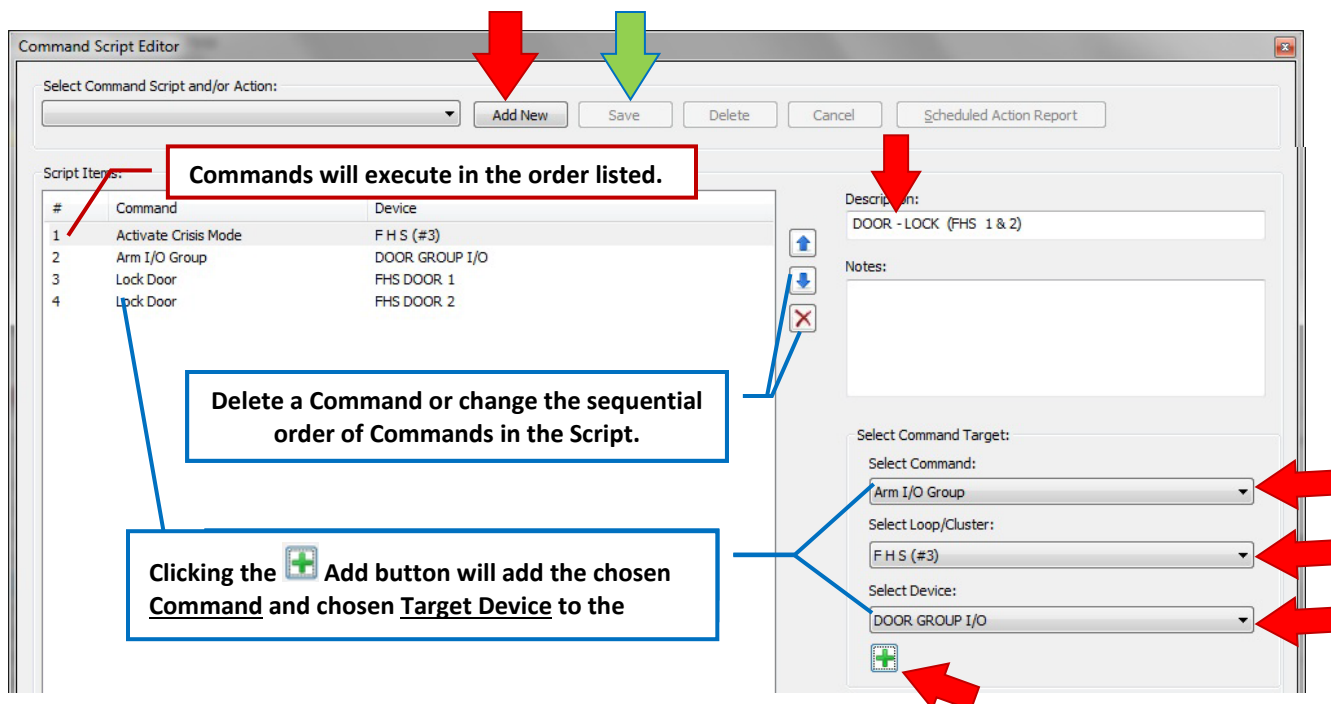 Command Script Editor
Select Command Script and/or Action:
Add New Save Delete Cancel Scheduled Action Report
Script Items:
Commands will execute in the order listed.
# Command Device
1 Activate Crisis Mode F H S (#3)
2 Arm I/O Group DOOR GROUP I/O
3 Lock Door FHS DOOR 1
4 Lock Door FHS DOOR 2
Delete a Command or change the sequential
order of Commands in the Script.
Clicking the Add button will add the chosen
Command and chosen Target Device to the
Description:
DOOR - LOCK (FHS 1 & 2)
Notes:
Select Command Target:
Select Command:
Arm I/O Group
Select Loop/Cluster:
F H S (#3)
Select Device:
DOOR GROUP I/O